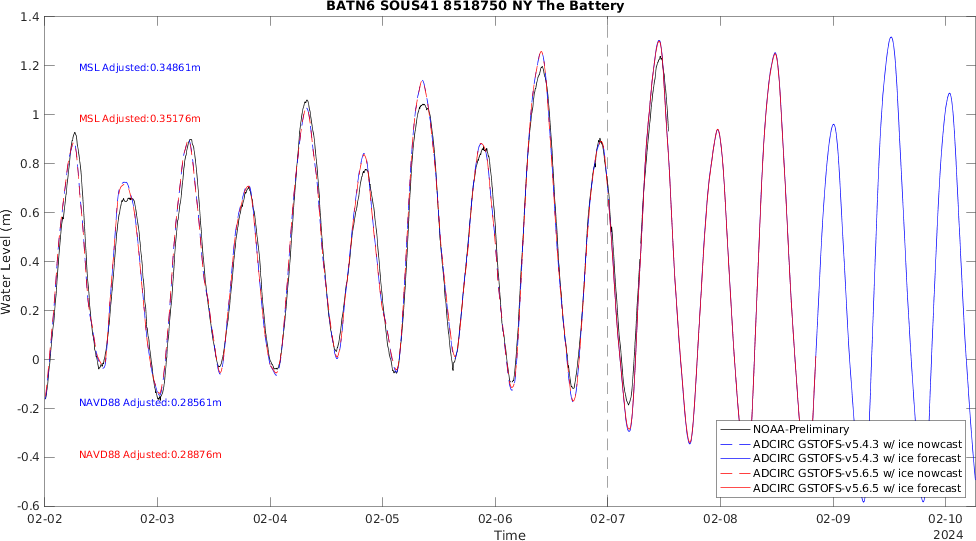 BATN6 SOUS41 8518750 NY The Battery
1.4
1.2
1
0.8
0.6
0.4
0.2
0
-0.2
-0.4
-0.6
Water Level (m)
MSL Adjusted:0.34861m
MSL Adjusted:0.35176m
NAVD88 Adjusted:0.28561m
NAVD88 Adjusted:0.28876m
NOAA-Preliminary
ADCIRC GSTOFS-v5.4.3 w/ ice nowcast
ADCIRC GSTOFS-v5.4.3 w/ ice forecast
ADCIRC GSTOFS-v5.6.5 w/ ice nowcast
ADCIRC GSTOFS-v5.6.5 w/ ice forecast
02-02 02-03 02-04 02-05 02-06 02-07 02-08 02-09 02-10
Time
2024